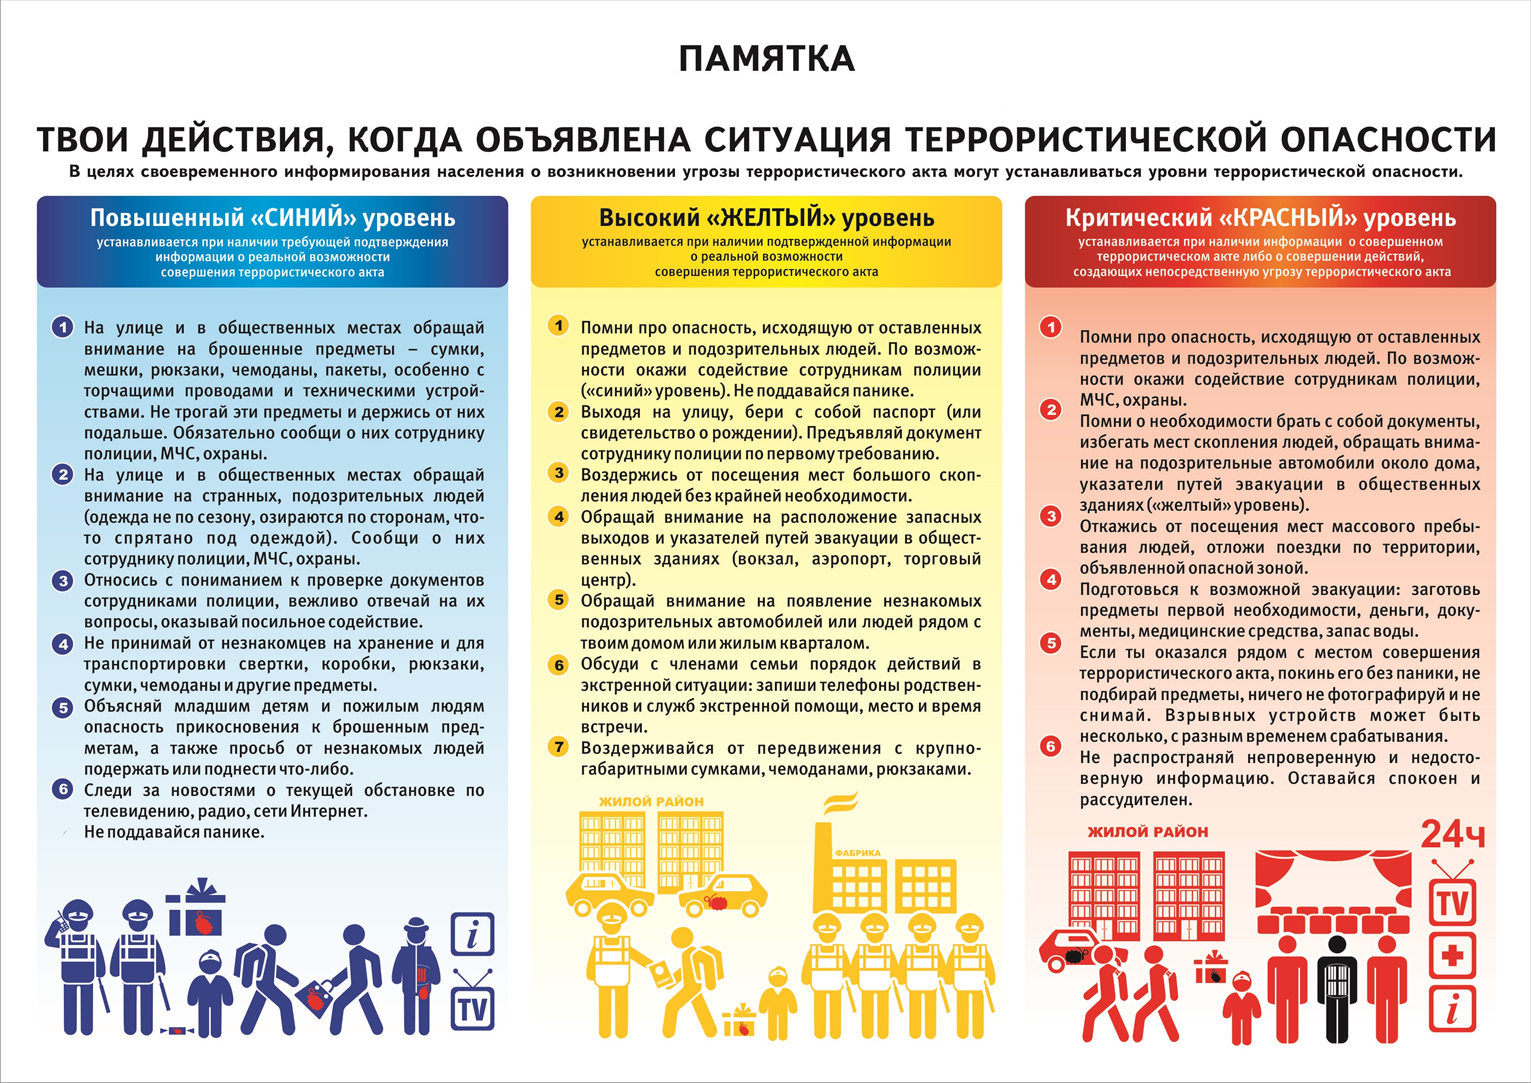 ПАМЯТКА
ТВОИ ДЕЙСТВИЯ, КОГДА ОБЪЯВЛЕНА СИТУАЦИЯ ТЕРРОРИСТИЧЕСКОЙ ОПАСНОСТИ
В целях своевременного информирования населения о возникновении угрозы террористического акта могут устанавливаться уровни террористической опасности.
Повышенный «СИНИЙ» уровень
устанавливается при наличии требующей подтверждения
информации о реальной возможности
совершения террористического акта
1 На улице и в общественных местах обращай
внимание на брошенные предметы – сумки,
мешки, рюкзаки, чемоданы, пакеты, особенно с
торчащими проводами и техническими устрой-
ствами. Не трогай эти предметы и держись от них
подальше. Обязательно сообщи о них сотруднику
полиции, МЧС, охраны.
2 На улице и в общественных местах обращай
внимание на странных, подозрительных людей
(одежда не по сезону, озираются по сторонам, что-
то спрятано под одеждой). Сообщи о них
сотруднику полиции, МЧС, охраны.
3 Относись с пониманием к проверке документов
сотрудниками полиции, вежливо отвечай на их
вопросы, оказывай посильное содействие.
4 Не принимай от незнакомцев на хранение и для
транспортировки свертки, коробки, рюкзаки,
сумки, чемоданы и другие предметы.
5 Объясняй младшим детям и пожилым людям
опасность прикосновения к брошенным пред-
метам, а также просьб от незнакомых людей
подержать или поднести что-либо.
6 Следи за новостями о текущей обстановке по
телевидению, радио, сети Интернет.
Не поддавайся панике.
i
TV
Высокий «ЖЕЛТЫЙ» уровень
устанавливается при наличии подтвержденной информации
о реальной возможности
совершения террористического акта
1 Помни про опасность, исходящую от оставленных
предметов и подозрительных людей. По возмож-
ности окажи содействие сотрудникам полиции
(«синий» уровень). Не поддавайся панике.
2 Выходя на улицу, бери с собой паспорт (или
свидетельство о рождении). Предъявляй документ
сотруднику полиции по первому требованию.
3 Воздержись от посещения мест большого скоп-
ления людей без крайней необходимости.
4 Обращай внимание на расположение запасных
выходов и указателей путей эвакуации в общест-
венных зданиях (вокзал, аэропорт, торговый
центр).
5 Обращай внимание на появление незнакомых
подозрительных автомобилей или людей рядом с
твоим домом или жилым кварталом.
6 Обсуди с членами семьи порядок действий в
экстренной ситуации: запиши телефоны родствен-
ников и служб экстренной помощи, место и время
встречи.
7 Воздерживайся от передвижения с крупно-
габаритными сумками, чемоданами, рюкзаками.
ЖИЛОЙ РАЙОН
ФАБРИКА
Критический «КРАСНЫЙ» уровень
устанавливается при наличии информации о совершенном
террористическом акте либо о совершении действий,
создающих непосредственную угрозу террористического акта
1 Помни про опасность, исходящую от оставленных
предметов и подозрительных людей. По возмож-
ности окажи содействие сотрудникам полиции,
МЧС, охраны.
2 Помни о необходимости брать с собой документы,
избегать мест скопления людей, обращать внима-
ние на подозрительные автомобили около дома,
указатели путей эвакуации в общественных
зданиях («желтый» уровень).
3 Откажись от посещения мест массового пребы-
вания людей, отложи поездки по территории,
объявленной опасной зоной.
4 Подготовься к возможной эвакуации: заготовь
предметы первой необходимости, деньги, доку-
менты, медицинские средства, запас воды.
5 Если ты оказался рядом с местом совершения
террористического акта, покинь его без паники, не
подбирай предметы, ничего не фотографируй и не
снимай. Взрывных устройств может быть
несколько, с разным временем срабатывания.
6 Не распространяй непроверенную и недосто-
верную информацию. Оставайся спокоен и
рассудителен.
ЖИЛОЙ РАЙОН
24ч
TV
i